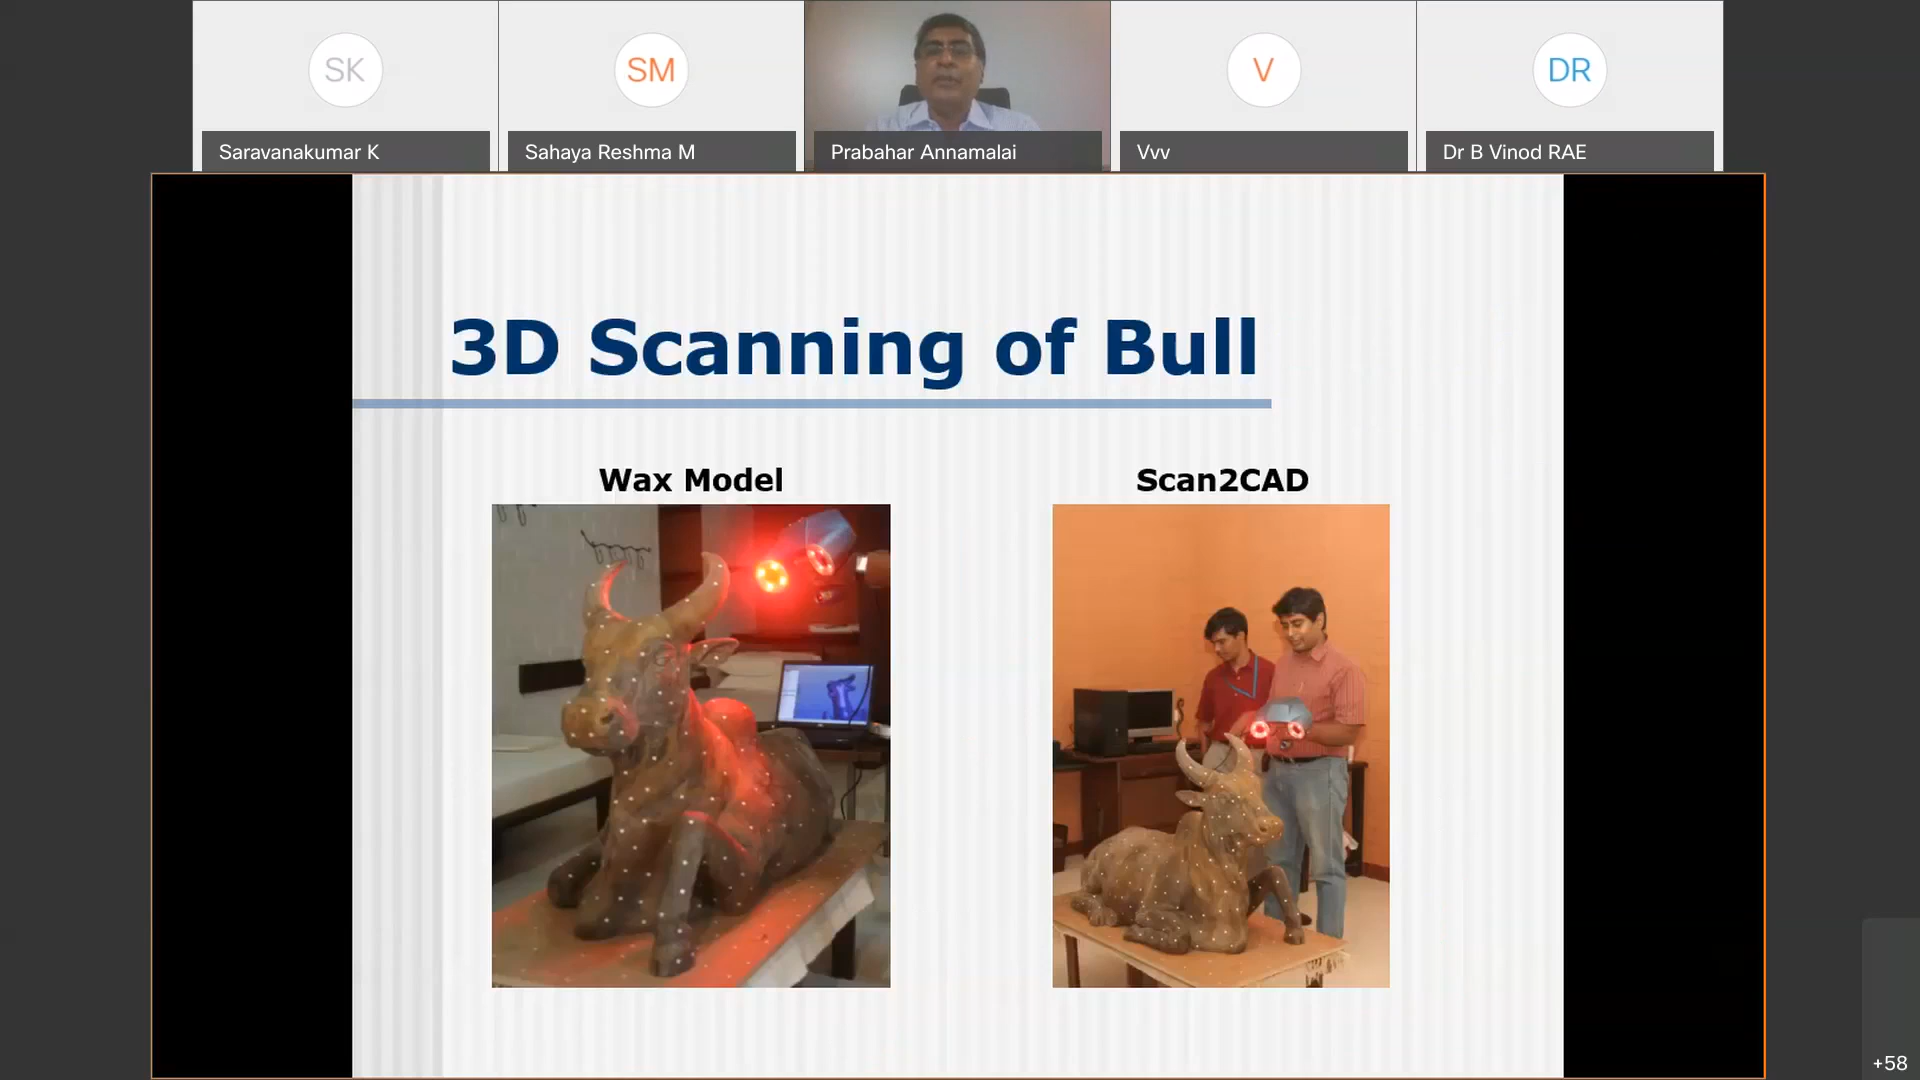 SK
SM
V
DR
Saravanakumar K
Sahaya Reshma M
Prabahar Annamalai
Vvv
Dr B Vinod RAE
3D Scanning of Bull
Wax Model
Scan2CAD
+58